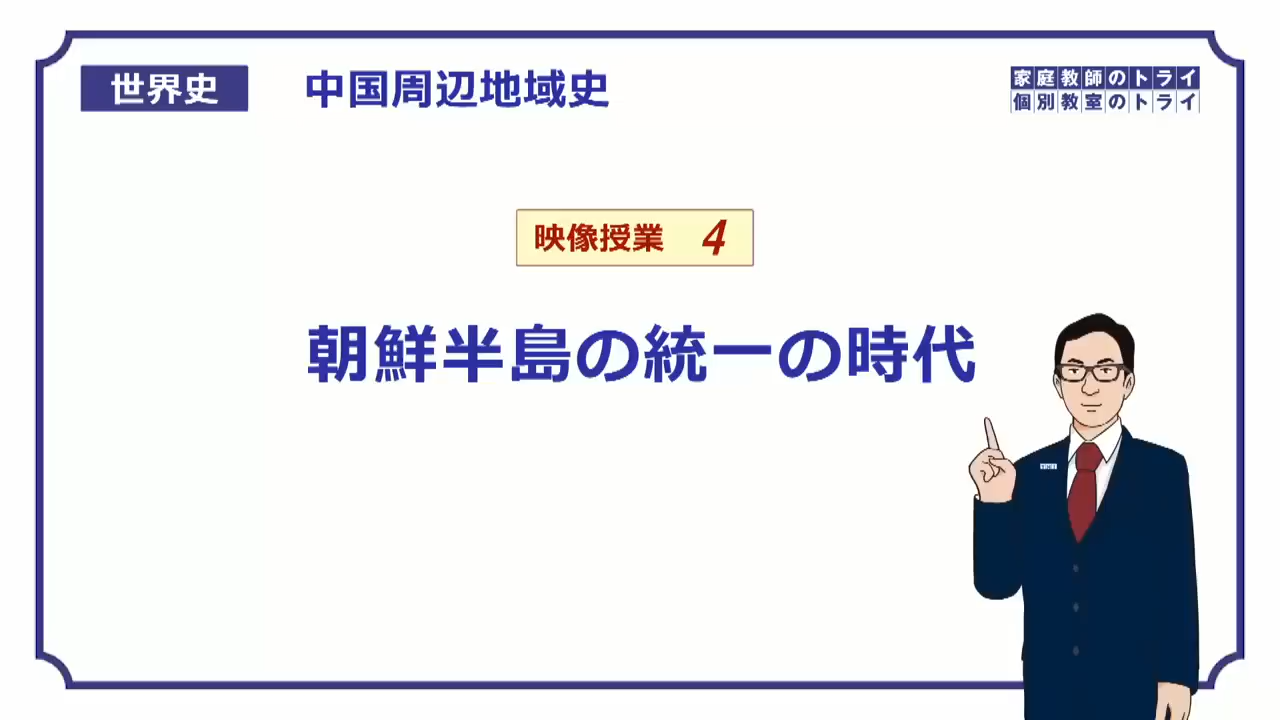 世界史
中国周辺地域史
家庭教師のトライ
個別教室のトライ
映像授業 4
朝鮮半島の統一の時代